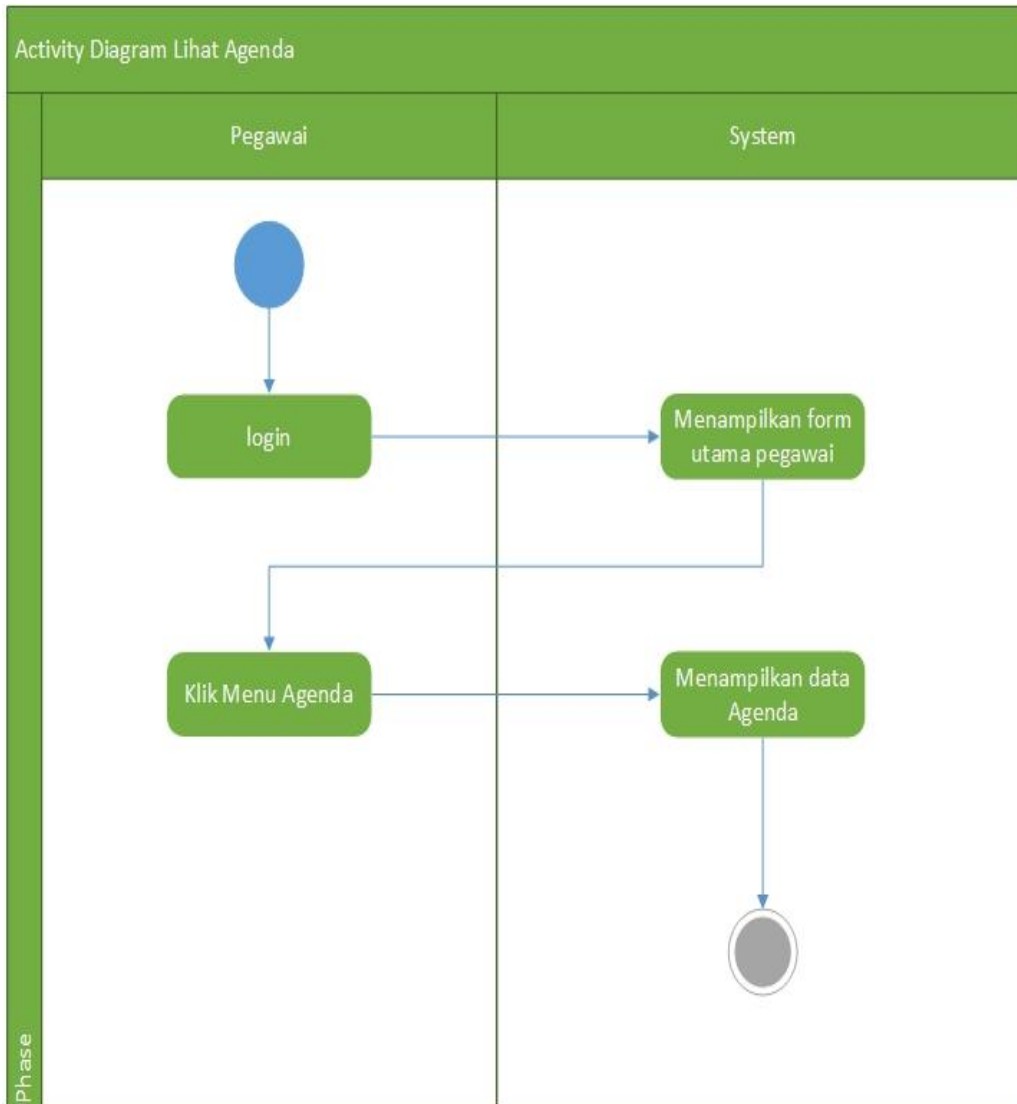 Activity Diagram Lihat Agenda
Pegawai
System
login
Menampilkan form
utama pegawai
Klik Menu Agenda
Menampilkan data
Agenda
Phase